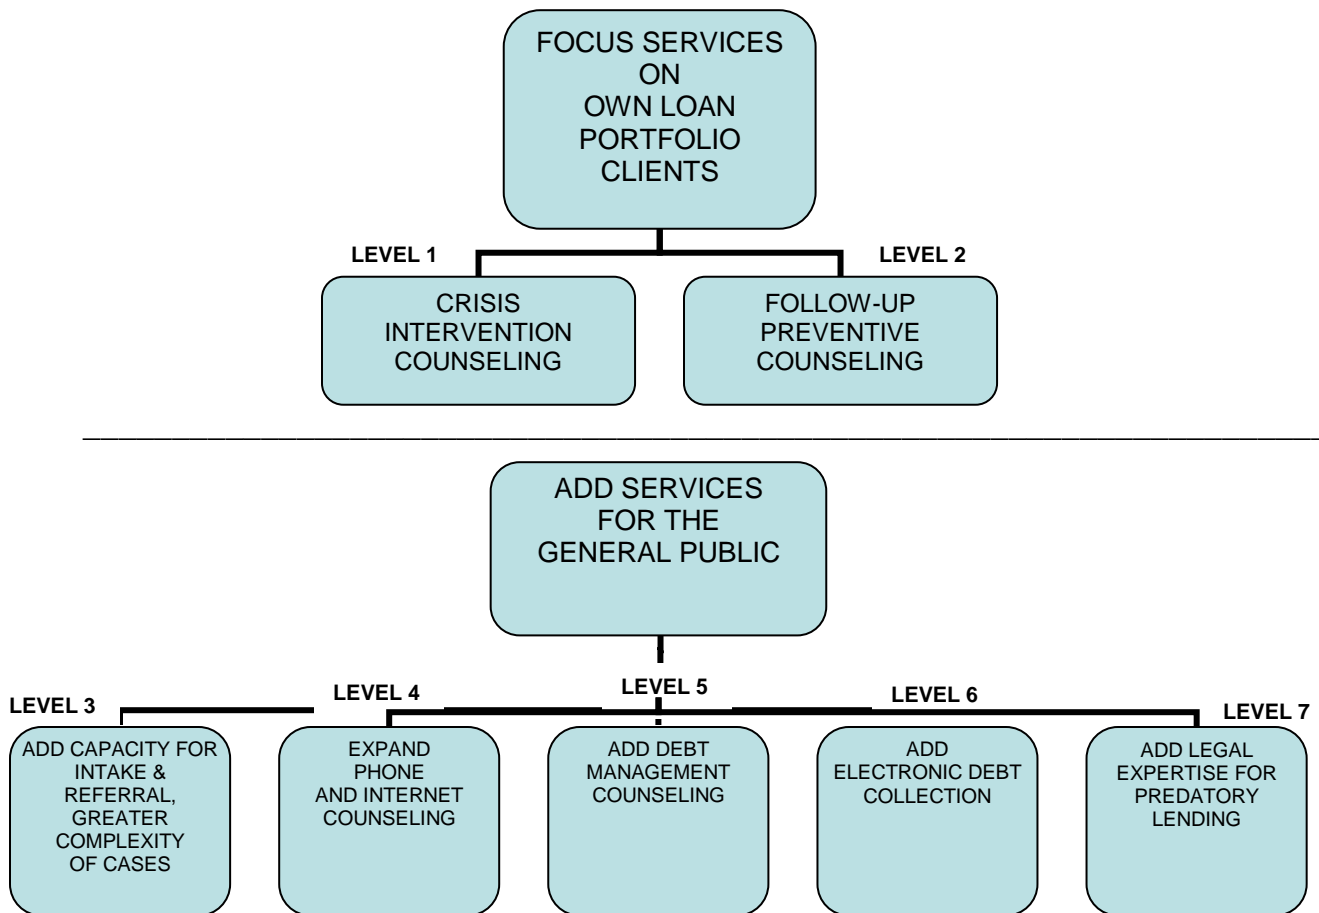 FOCUS SERVICES
ON
OWN LOAN
PORTFOLIO
CLIENTS
LEVEL 1
LEVEL 2
CRISIS
INTERVENTION
COUNSELING
FOLLOW-UP
PREVENTIVE
COUNSELING
ADD SERVICES
FOR THE
GENERAL PUBLIC
LEVEL 3
LEVEL 4
LEVEL 5
LEVEL 6
LEVEL 7
ADD CAPACITY FOR
INTAKE &
REFERRAL,
GREATER
COMPLEXITY
OF CASES
EXPAND
PHONE
AND INTERNET
COUNSELING
ADD DEBT
MANAGEMENT
COUNSELING
ADD
ELECTRONIC DEBT
COLLECTION
ADD LEGAL
EXPERTISE FOR
PREDATORY
LENDING